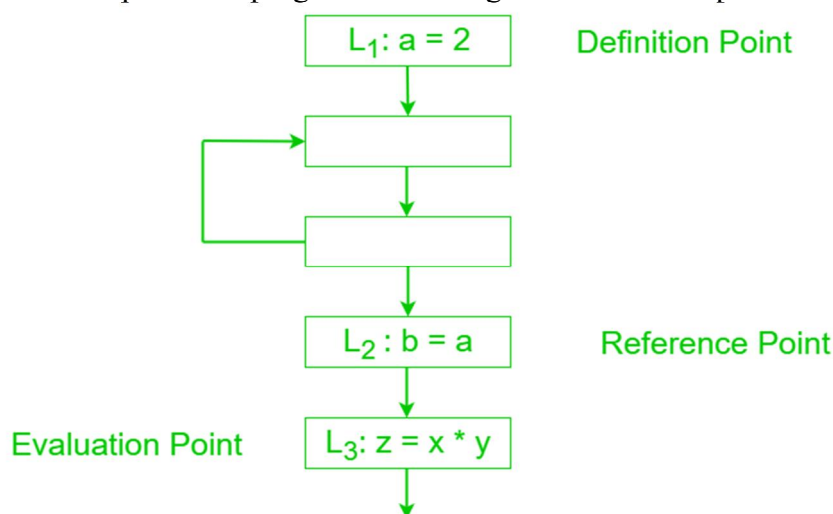 L₁: a = 2 Definition Point
L₂ : b = a Reference Point
Evaluation Point L₃: z = x * y